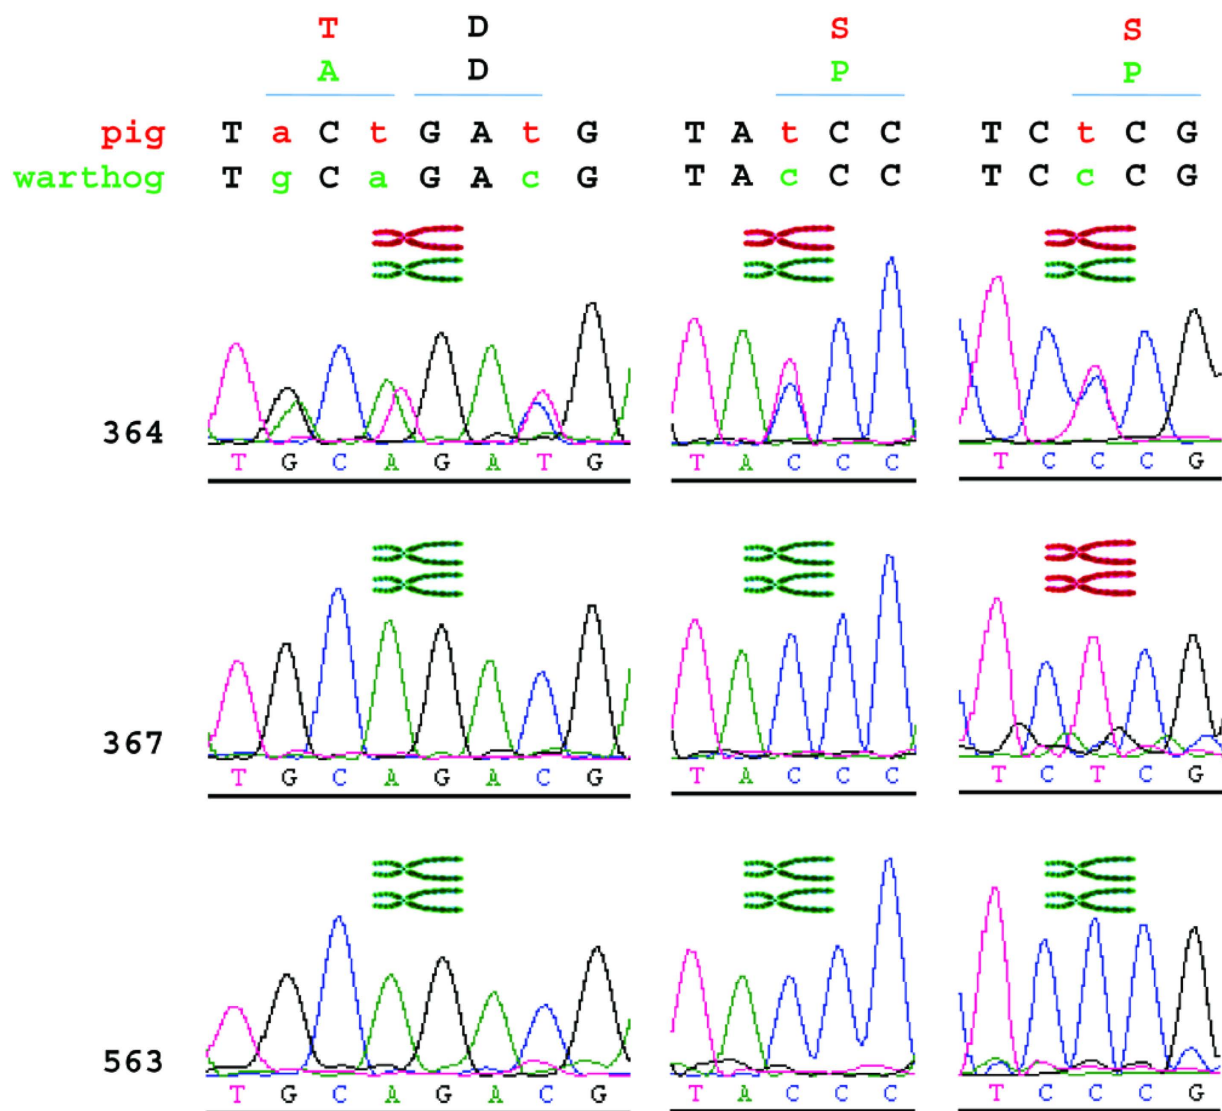 T D S S
A D P P
pig T a C t G A t G T A t C C T C t C G
warthog T g C a G A c G T A c C C T C c C G
364
T G C A G A T G T A C C C T C C C G
367
T G C A G A C G T A C C C T C T C G
563
T G C A G A C G T A C C C T C C C G